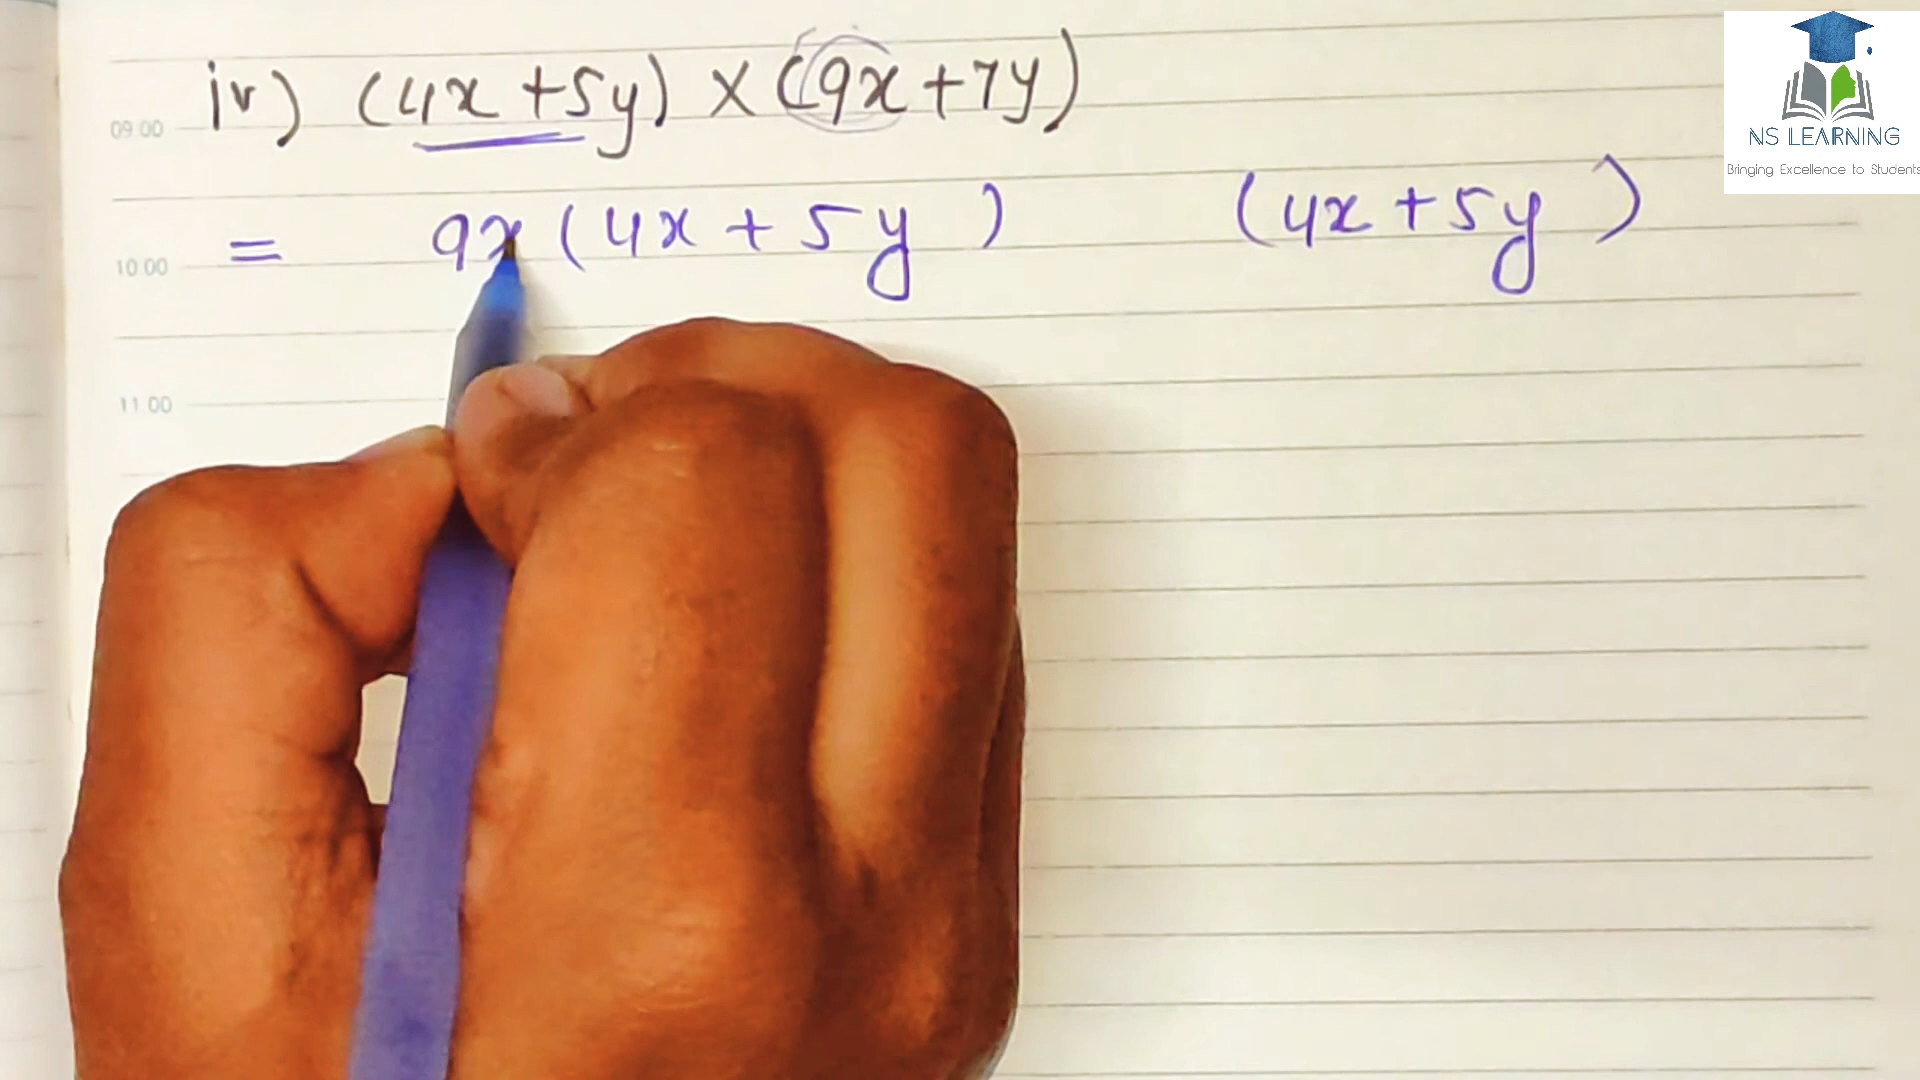 iv) (4x + 5y) × (9x + 7y)
09 00
= 9x (4x + 5y) (4x + 5y)
10 00
11 00
NS LEARNING
Bringing Excellence to Students